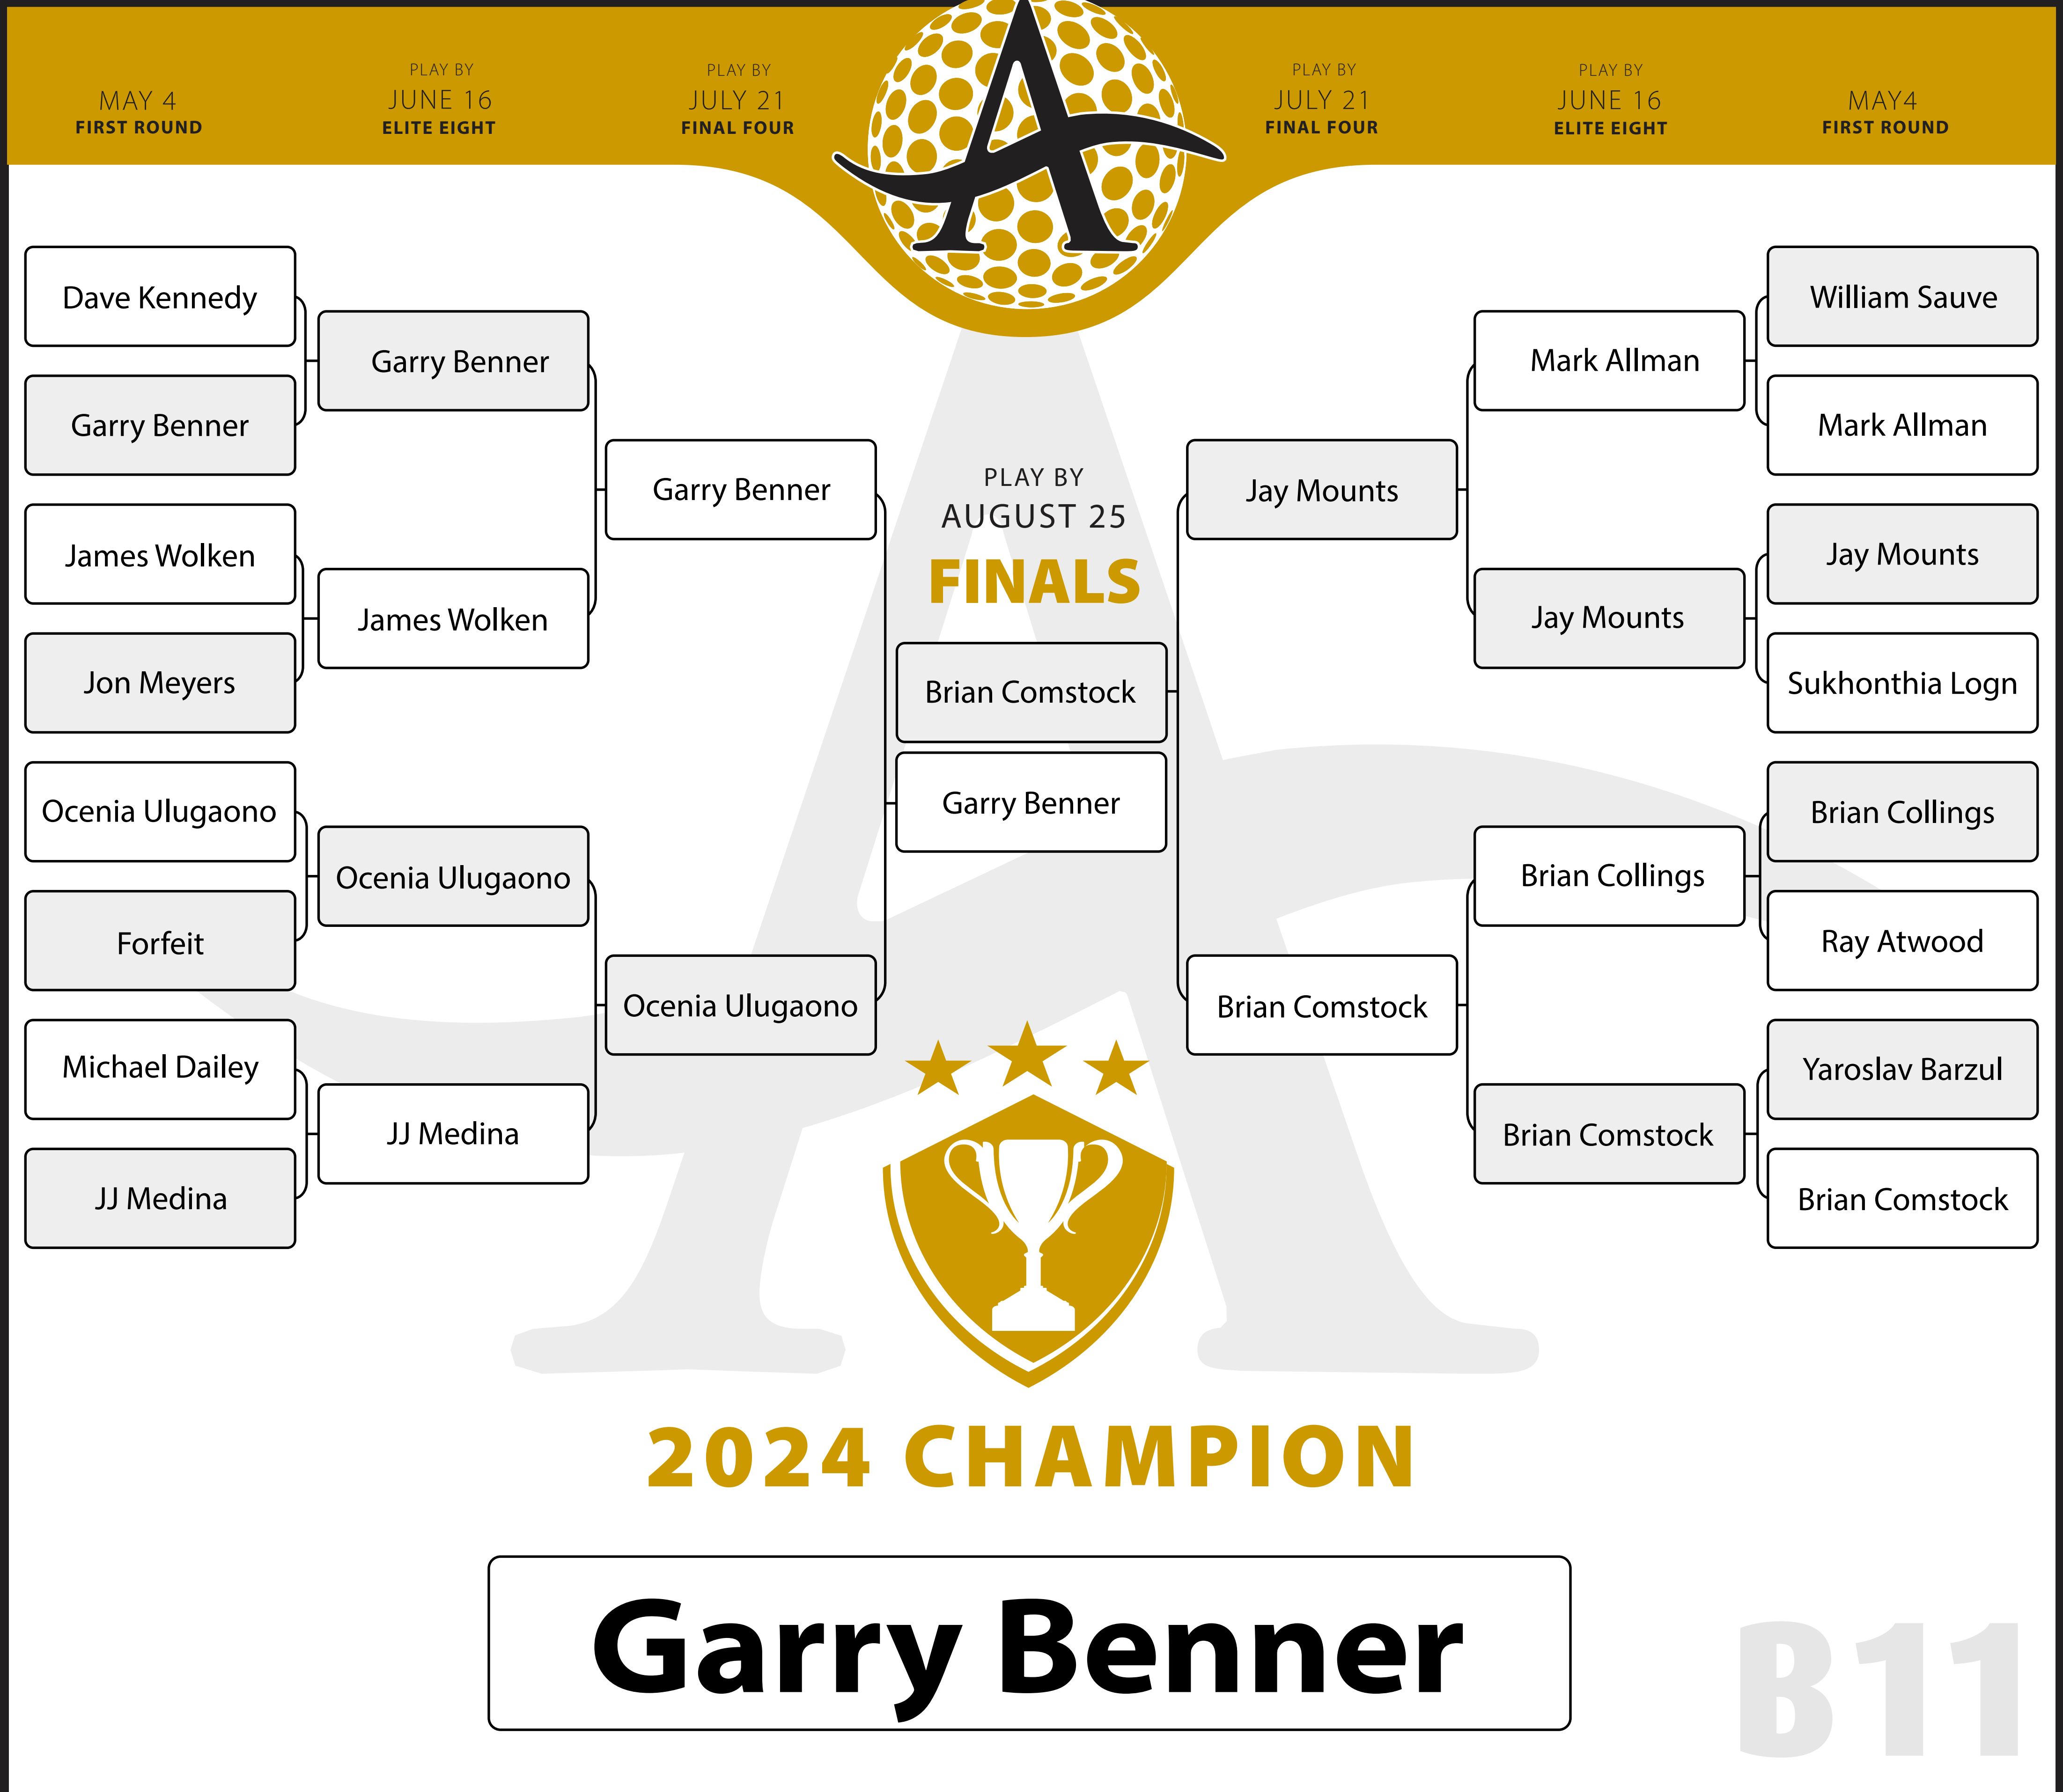 MAY 4
FIRST ROUND
PLAY BY
JUNE 16
ELITE EIGHT
PLAY BY
JULY 21
FINAL FOUR
A
PLAY BY
JULY 21
FINAL FOUR
PLAY BY
JUNE 16
ELITE EIGHT
MAY4
FIRST ROUND
Dave Kennedy
Garry Benner
James Wolken
Jon Meyers
Ocenia Ulugaono
Forfeit
Michael Dailey
JJ Medina
Garry Benner
James Wolken
Ocenia Ulugaono
JJ Medina
Garry Benner
Ocenia Ulugaono
PLAY BY
AUGUST 25
FINALS
Brian Comstock
Garry Benner
Jay Mounts
Brian Comstock
Mark Allman
Jay Mounts
Brian Collings
Brian Comstock
William Sauve
Mark Allman
Jay Mounts
Sukhonthia Logn
Brian Collings
Ray Atwood
Yaroslav Barzul
Brian Comstock
2024 CHAMPION
Garry Benner
B11